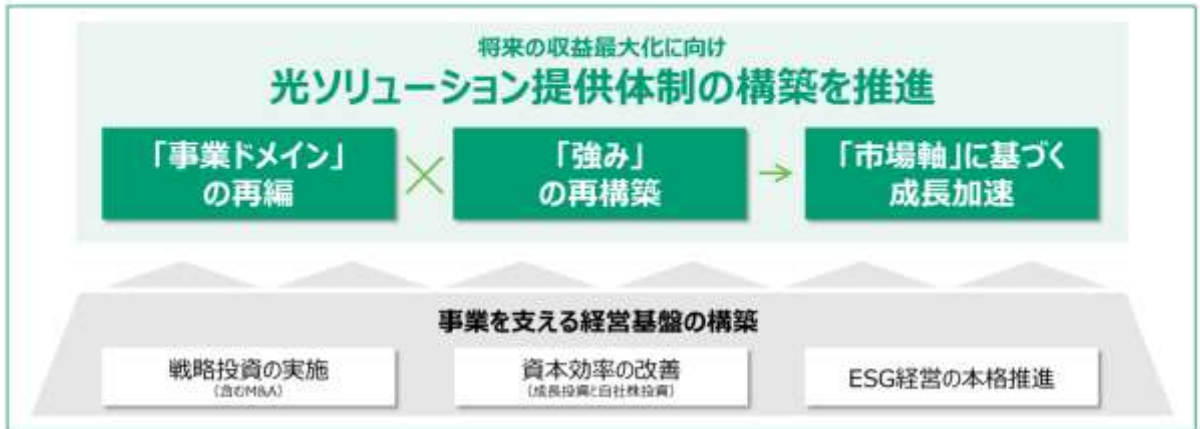 将来の収益最大化に向け
光ソリューション提供体制の構築を推進
「事業ドメイン」
の再編
「強み」
の再構築
「市場軸」に基づく
成長加速
事業を支える経営基盤の構築
戦略投資の実施
(含むM&A)
資本効率の改善
(成長投資と自社株投資)
ESG経営の本格推進